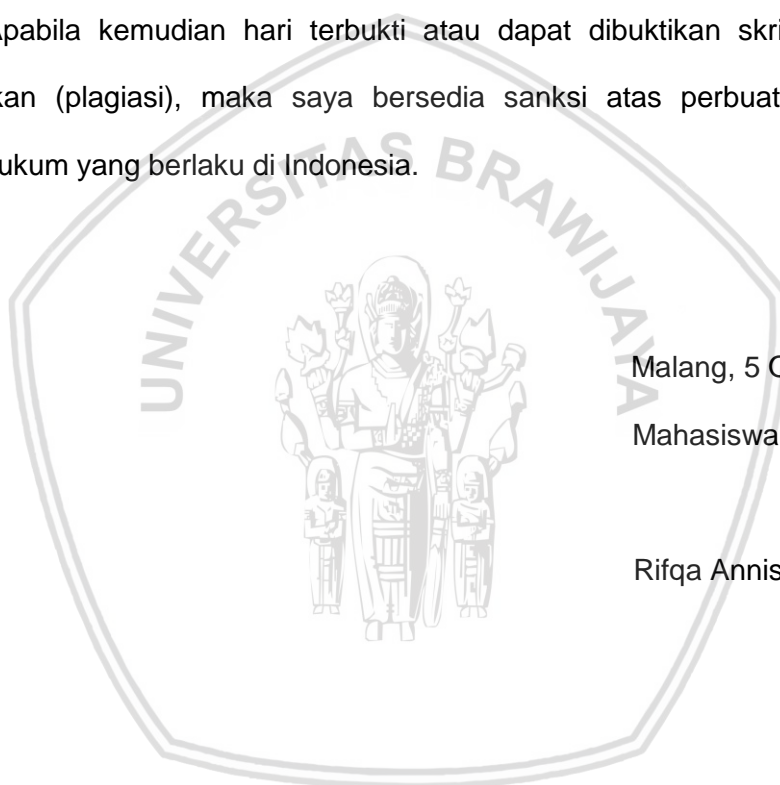 Apabila kemudian hari terbukti atau dapat dibuktikan skri
kan (plagiasi), maka saya bersedia sanksi atas perbuat
ukum yang berlaku di Indonesia.
UNIVERSITAS BRAWIJAYA
Malang, 5 O
Mahasiswa
Rifqa Annis